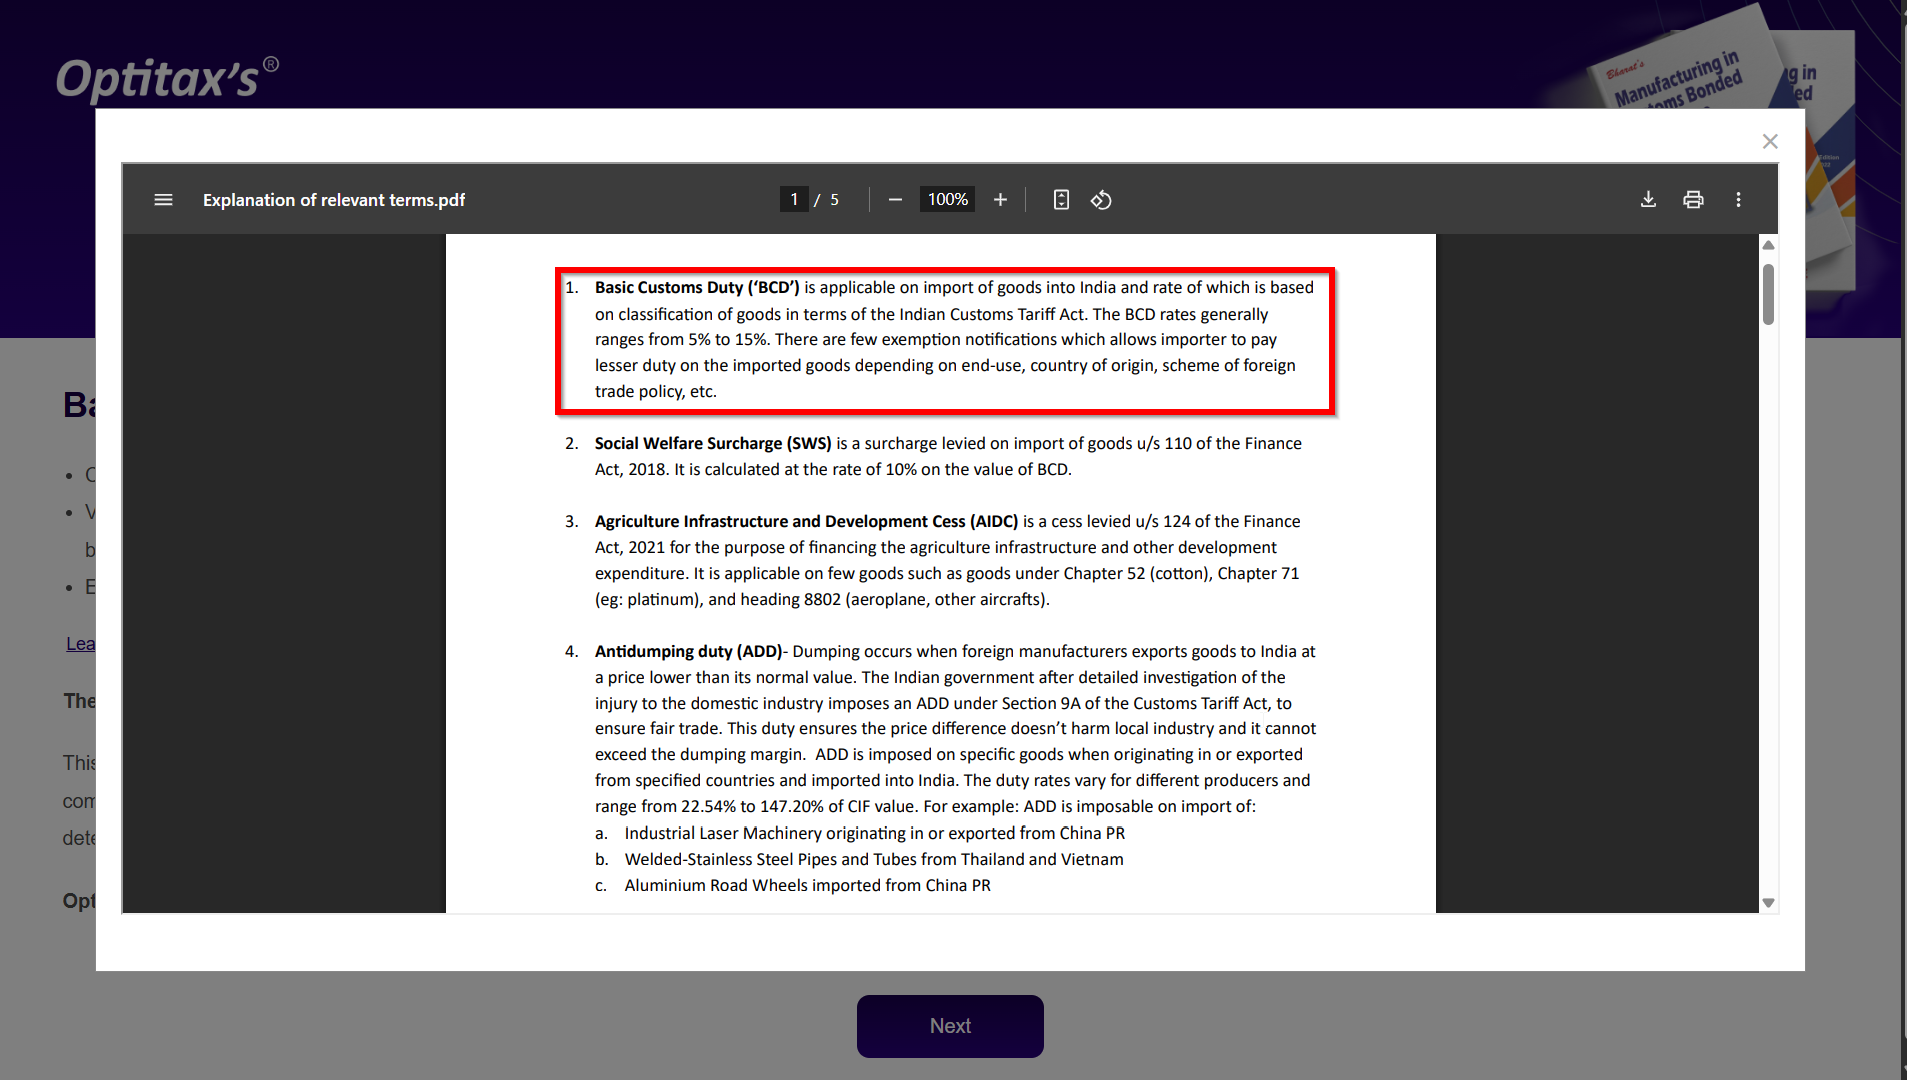 Optitax's®
Bharat's
Manufacturing in
Customs Bonded
g in
ed
Edition
Explanation of relevant terms.pdf
1 / 5
100%
1. Basic Customs Duty (‘BCD’) is applicable on import of goods into India and rate of which is based
on classification of goods in terms of the Indian Customs Tariff Act. The BCD rates generally
ranges from 5% to 15%. There are few exemption notifications which allows importer to pay
lesser duty on the imported goods depending on end-use, country of origin, scheme of foreign
trade policy, etc.
2. Social Welfare Surcharge (SWS) is a surcharge levied on import of goods u/s 110 of the Finance
Act, 2018. It is calculated at the rate of 10% on the value of BCD.
3. Agriculture Infrastructure and Development Cess (AIDC) is a cess levied u/s 124 of the Finance
Act, 2021 for the purpose of financing the agriculture infrastructure and other development
expenditure. It is applicable on few goods such as goods under Chapter 52 (cotton), Chapter 71
(eg: platinum), and heading 8802 (aeroplane, other aircrafts).
4. Antidumping duty (ADD)- Dumping occurs when foreign manufacturers exports goods to India at
a price lower than its normal value. The Indian government after detailed investigation of the
injury to the domestic industry imposes an ADD under Section 9A of the Customs Tariff Act, to
ensure fair trade. This duty ensures the price difference doesn’t harm local industry and it cannot
exceed the dumping margin.  ADD is imposed on specific goods when originating in or exported
from specified countries and imported into India. The duty rates vary for different producers and
range from 22.54% to 147.20% of CIF value. For example: ADD is imposable on import of:
a. Industrial Laser Machinery originating in or exported from China PR
b. Welded-Stainless Steel Pipes and Tubes from Thailand and Vietnam
c. Aluminium Road Wheels imported from China PR
Ba
V
b
E
Lea
The
This
com
dete
Opt
Next